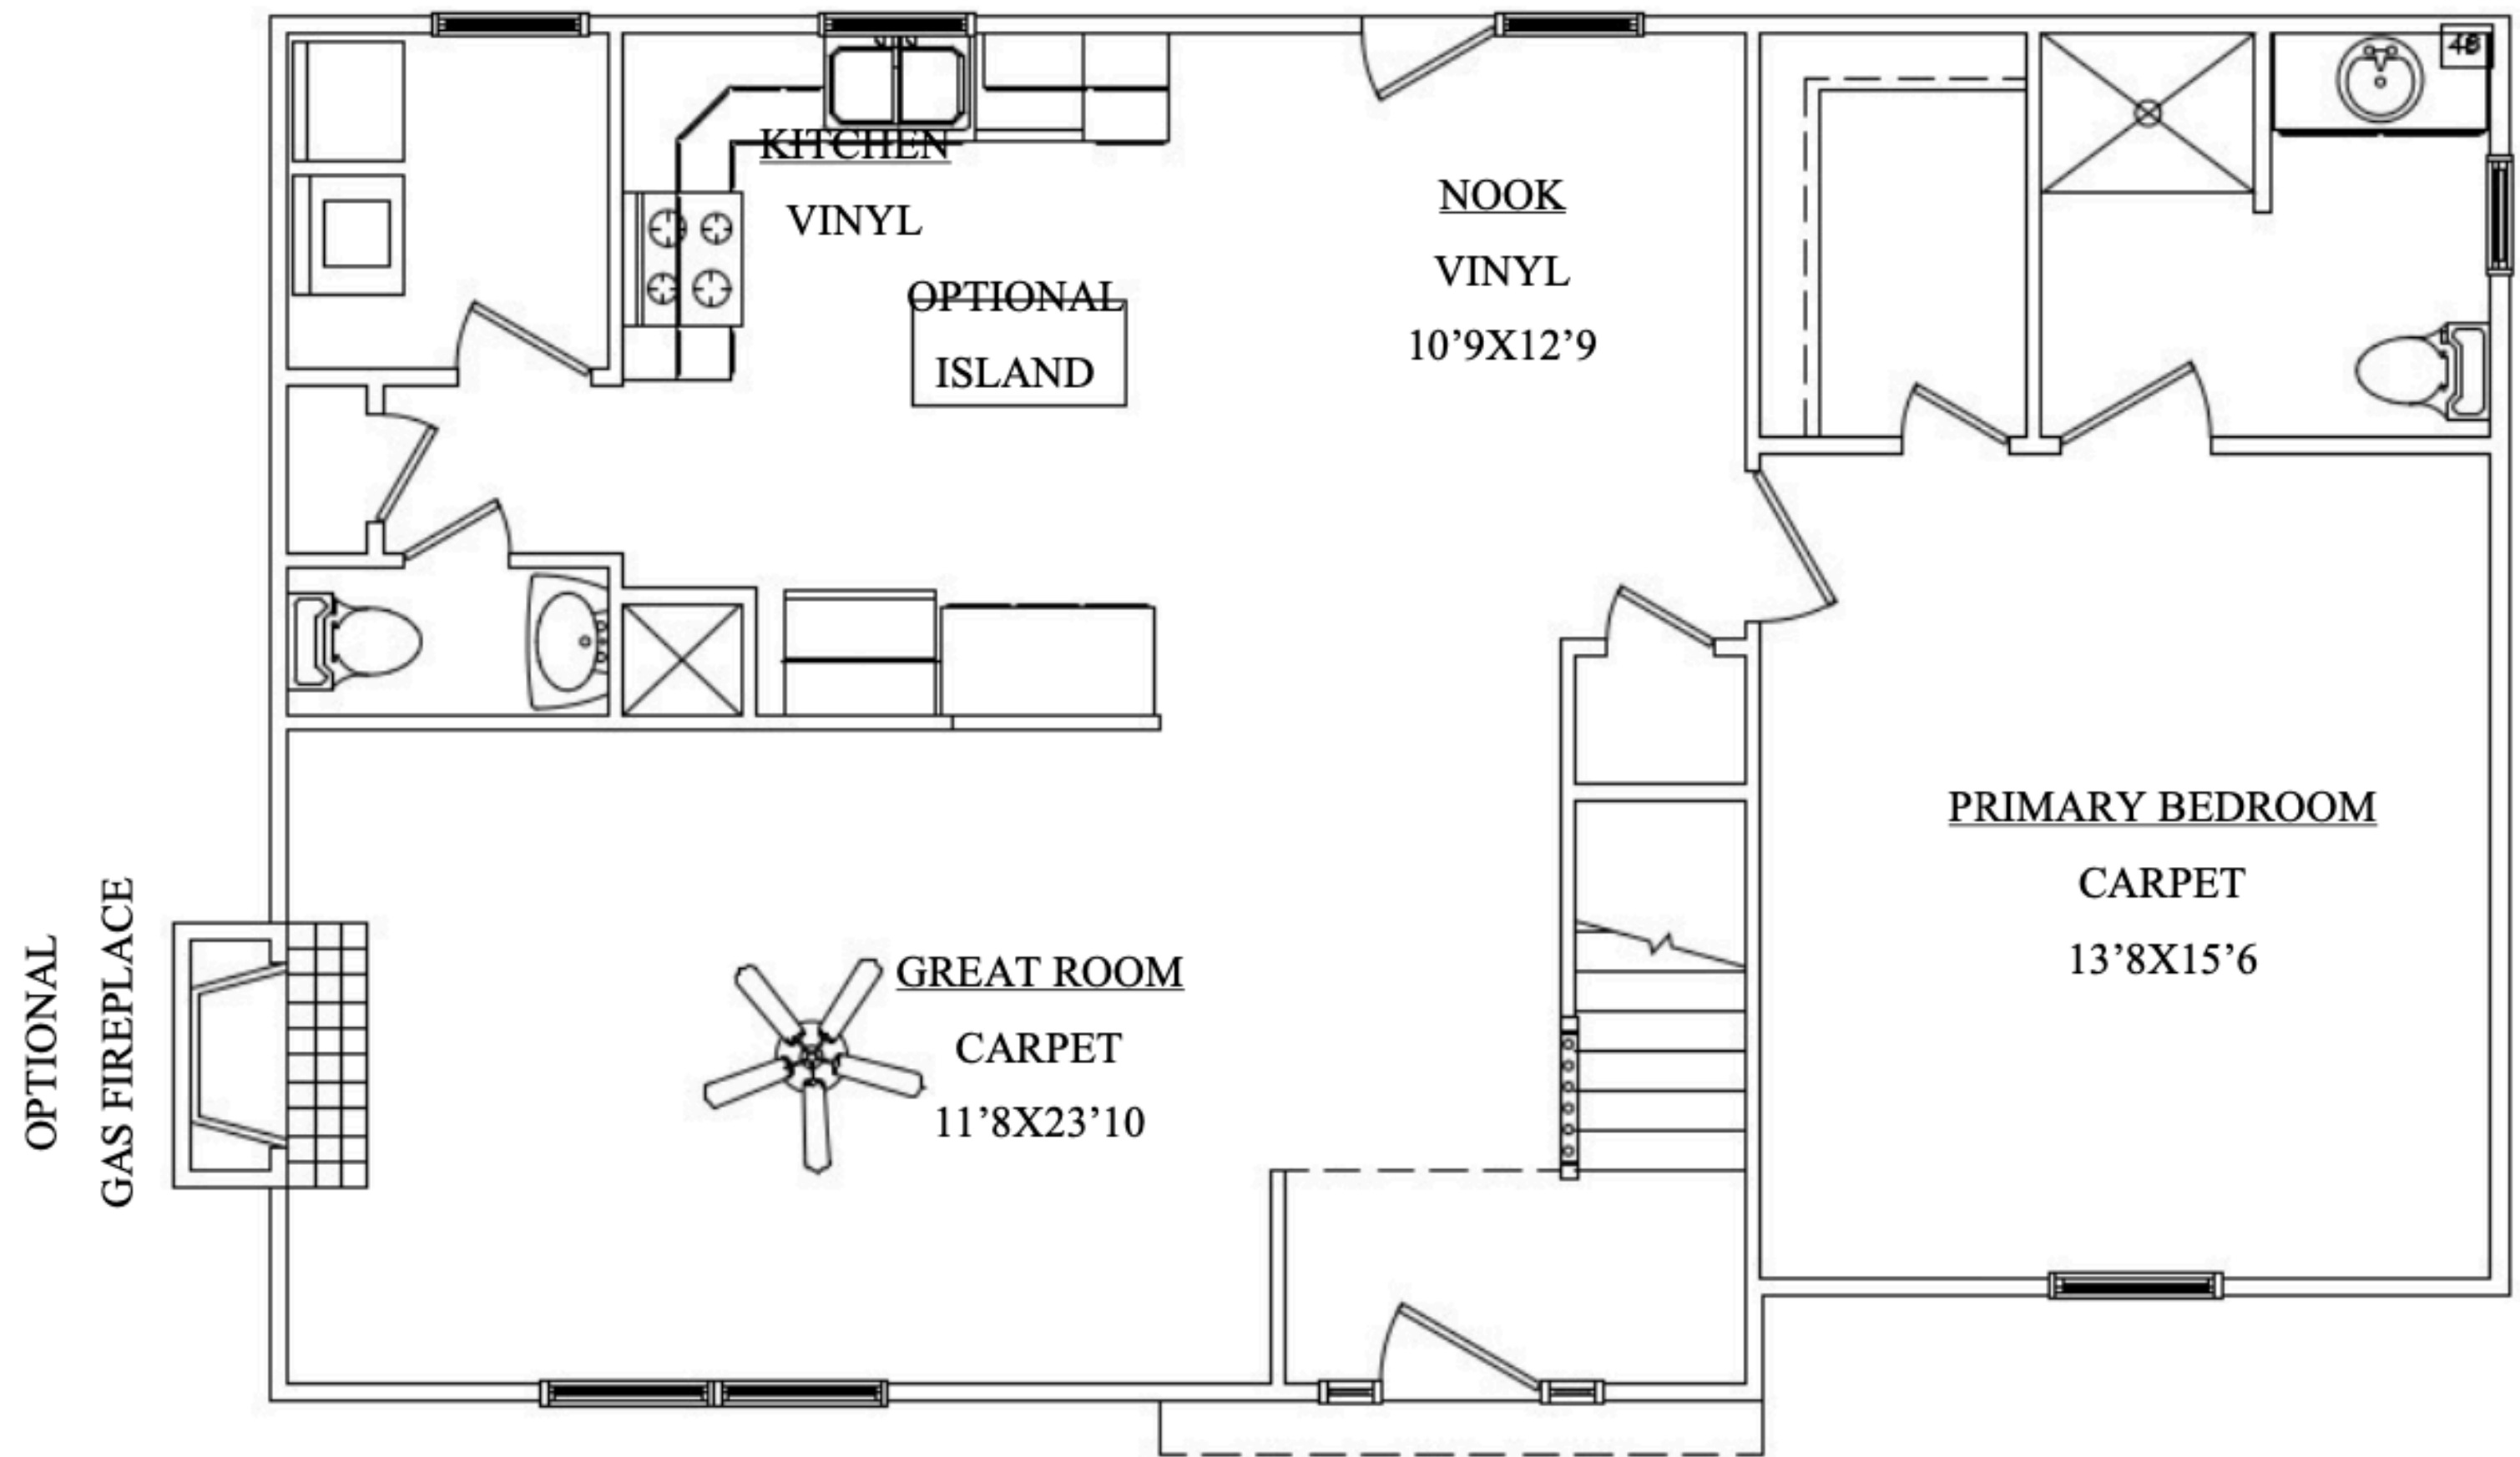 KITCHEN
VINYL
OPTIONAL
ISLAND
NOOK
VINYL
10’9X12’9
PRIMARY BEDROOM
CARPET
13’8X15’6
GREAT ROOM
CARPET
11’8X23’10
OPTIONAL
GAS FIREPLACE